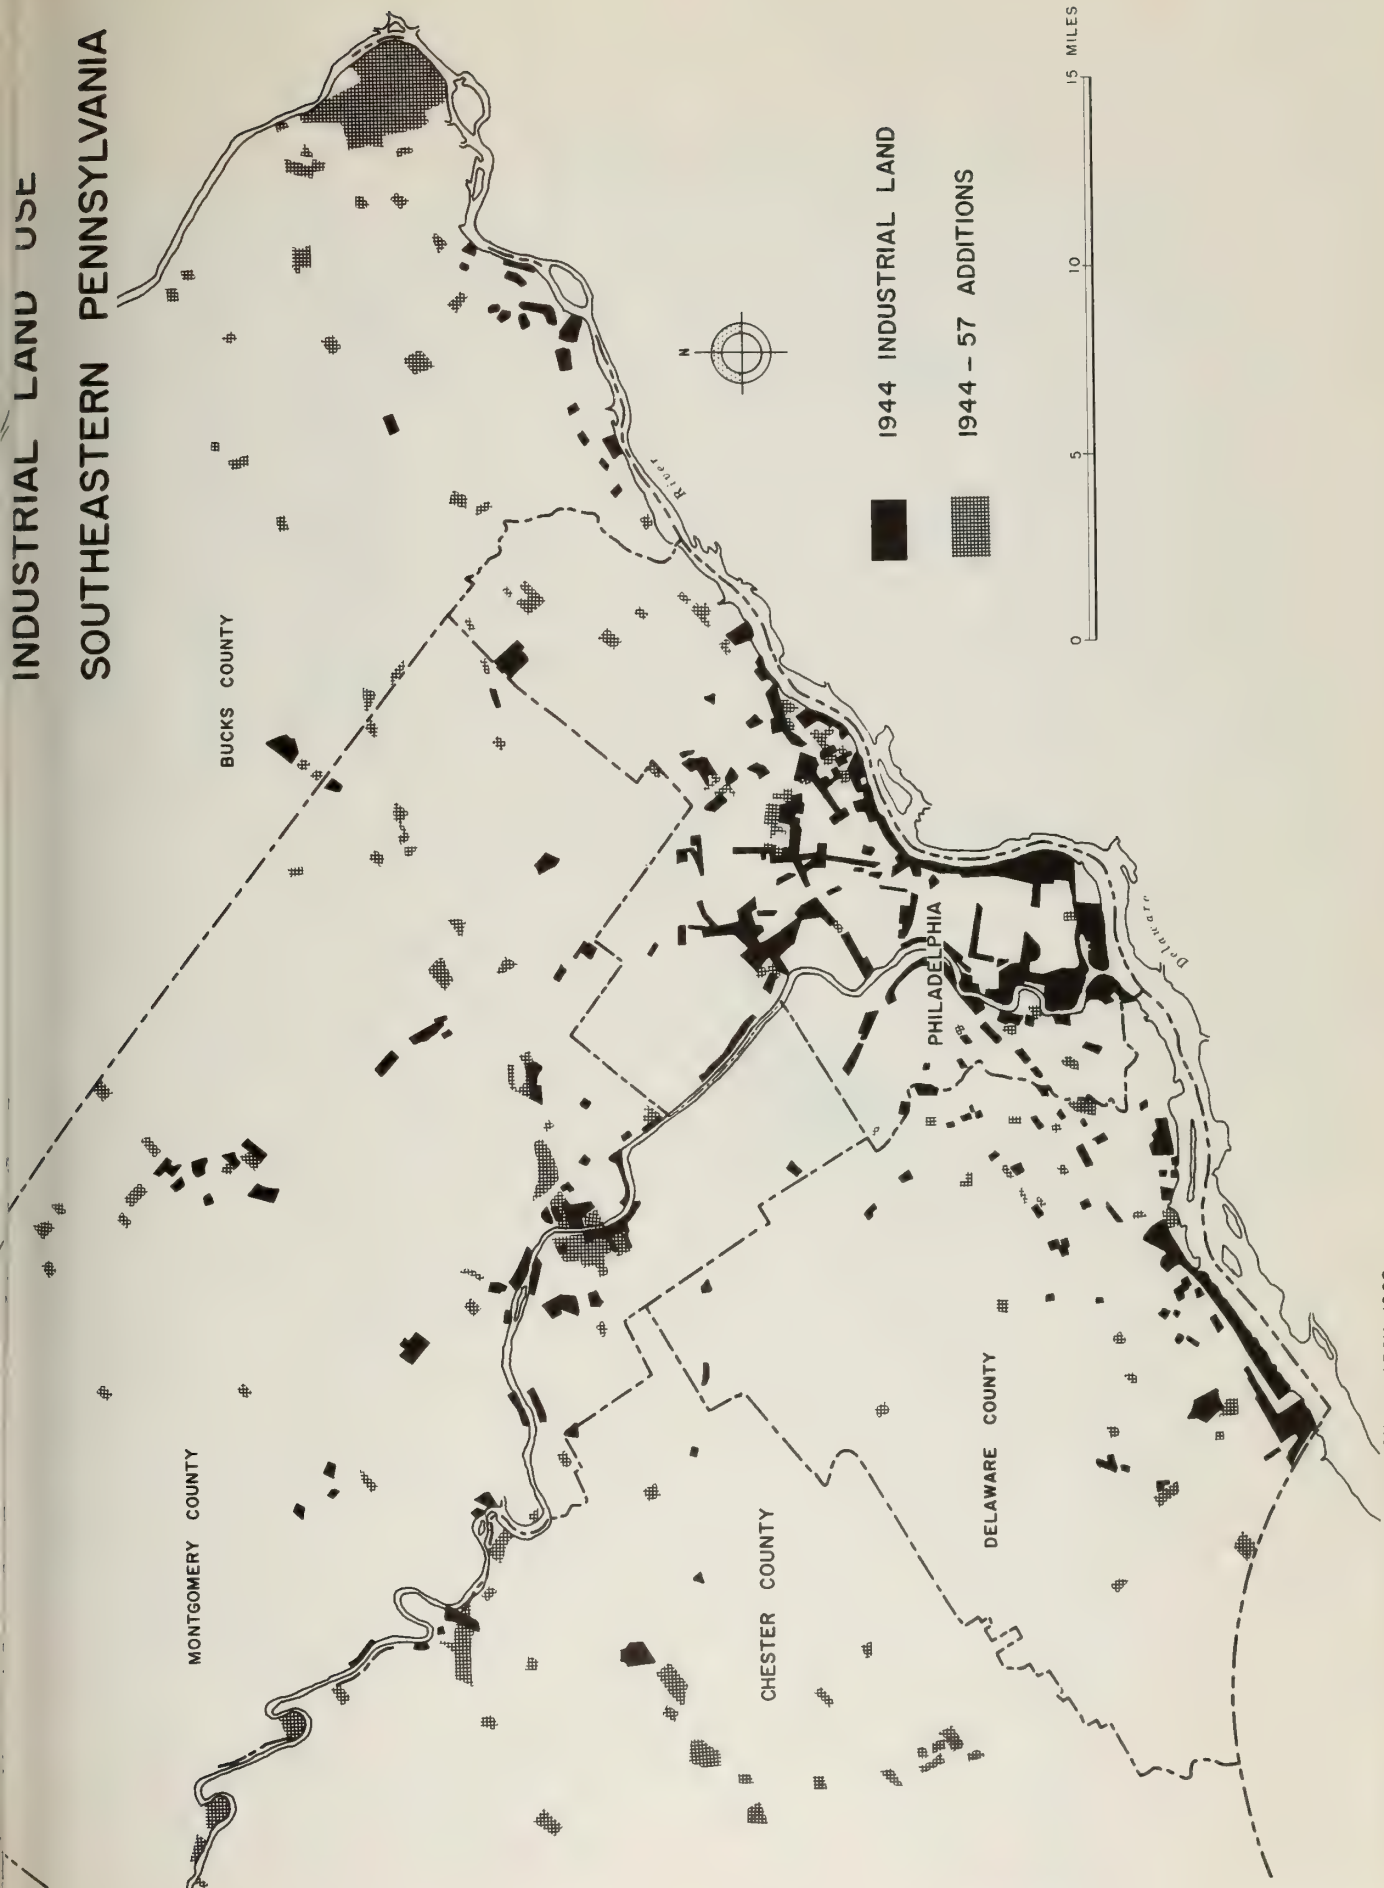 INDUSTRIAL LAND USE
SOUTHEASTERN PENNSYLVANIA
BUCKS COUNTY
MONTGOMERY COUNTY
CHESTER COUNTY
DELAWARE COUNTY
PHILADELPHIA
Delaware
River
N
1944 INDUSTRIAL LAND
1944 – 57 ADDITIONS
0 5 10 15 MILES